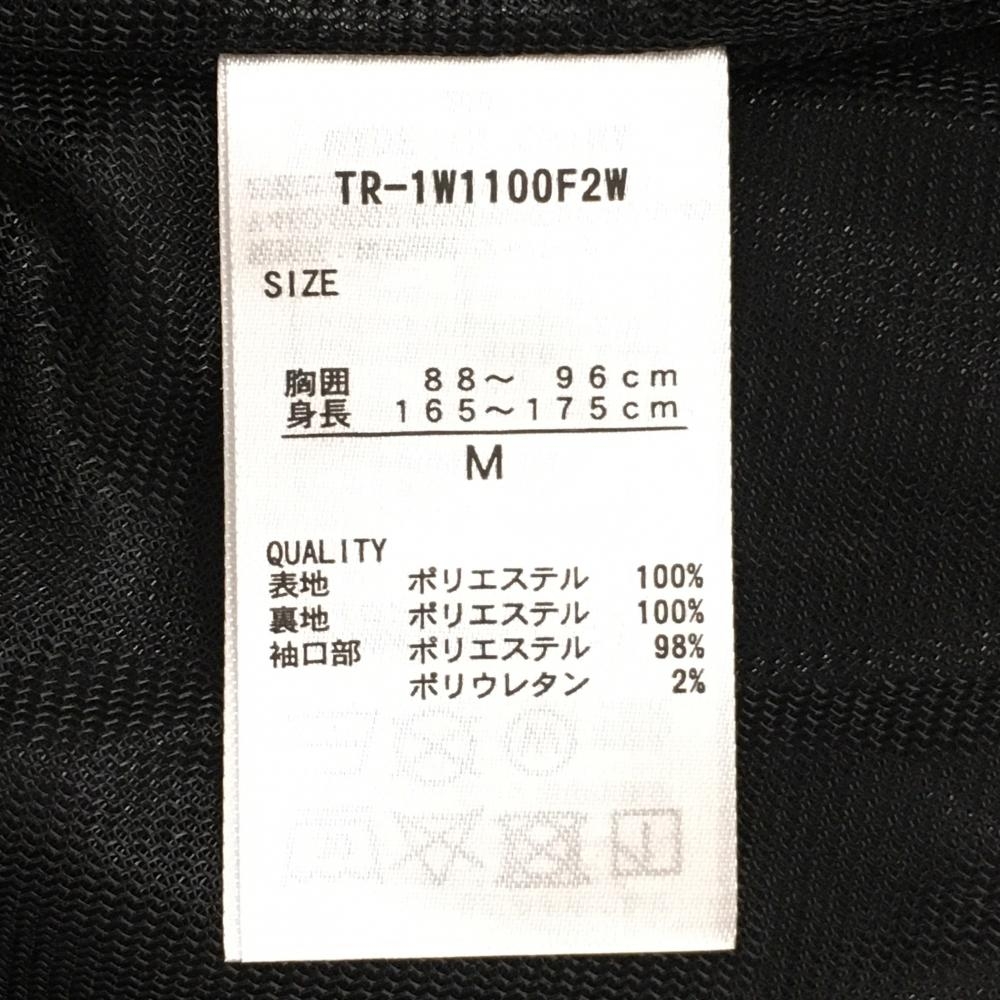 TR-1W1100F2W
SIZE
胸囲 88～ 96cm
身長 165～175cm
M
QUALITY
表地 ポリエステル 100%
裏地 ポリエステル 100%
袖口部 ポリエステル 98%
ポリウレタン 2%